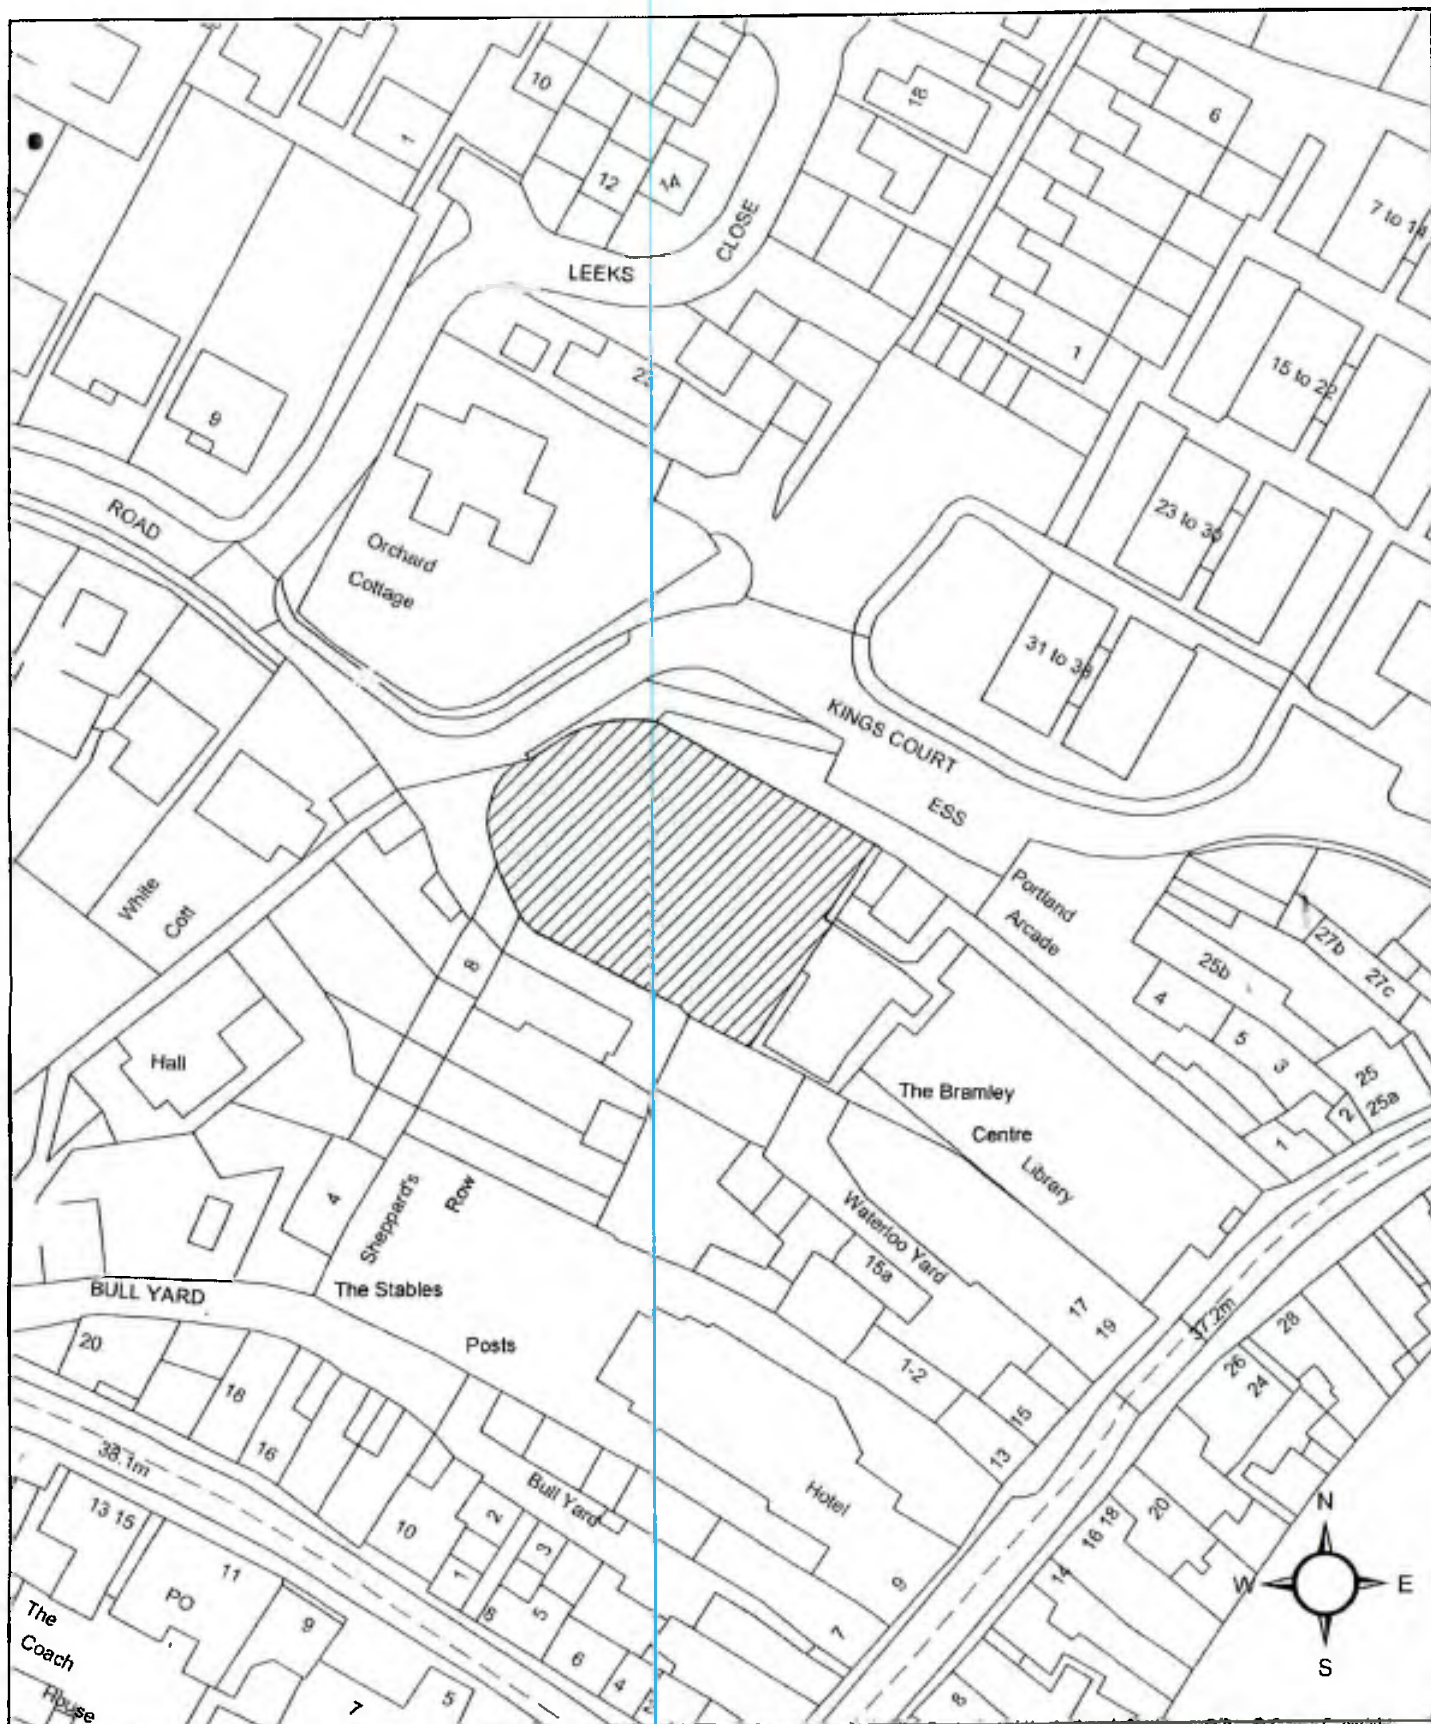 10
1
18
6
12
14
7 to 14
CLOSE
LEEKS
1
15 to 22
9
ROAD
23 to 30
Orchard
Cottage
31 to 38
KINGS COURT
ESS
White
Cott
Portland
Arcade
27b
27c
25b
4
5
3
8
Hall
25
25a
2
1
The Bramley
Centre
Library
4
Sheppard's
Row
Waterloo Yard
15a
BULL YARD
The Stables
17
19
37.2m
28
20
Posts
1-2
26
24
18
16
15
13
38.1m
Hotel
N
Bull Yard
13 15
10
2
3
1
8
5
16 18
20
14
W
E
S
11
PO
9
9
7
6
4
The
Coach
House
7
5
8